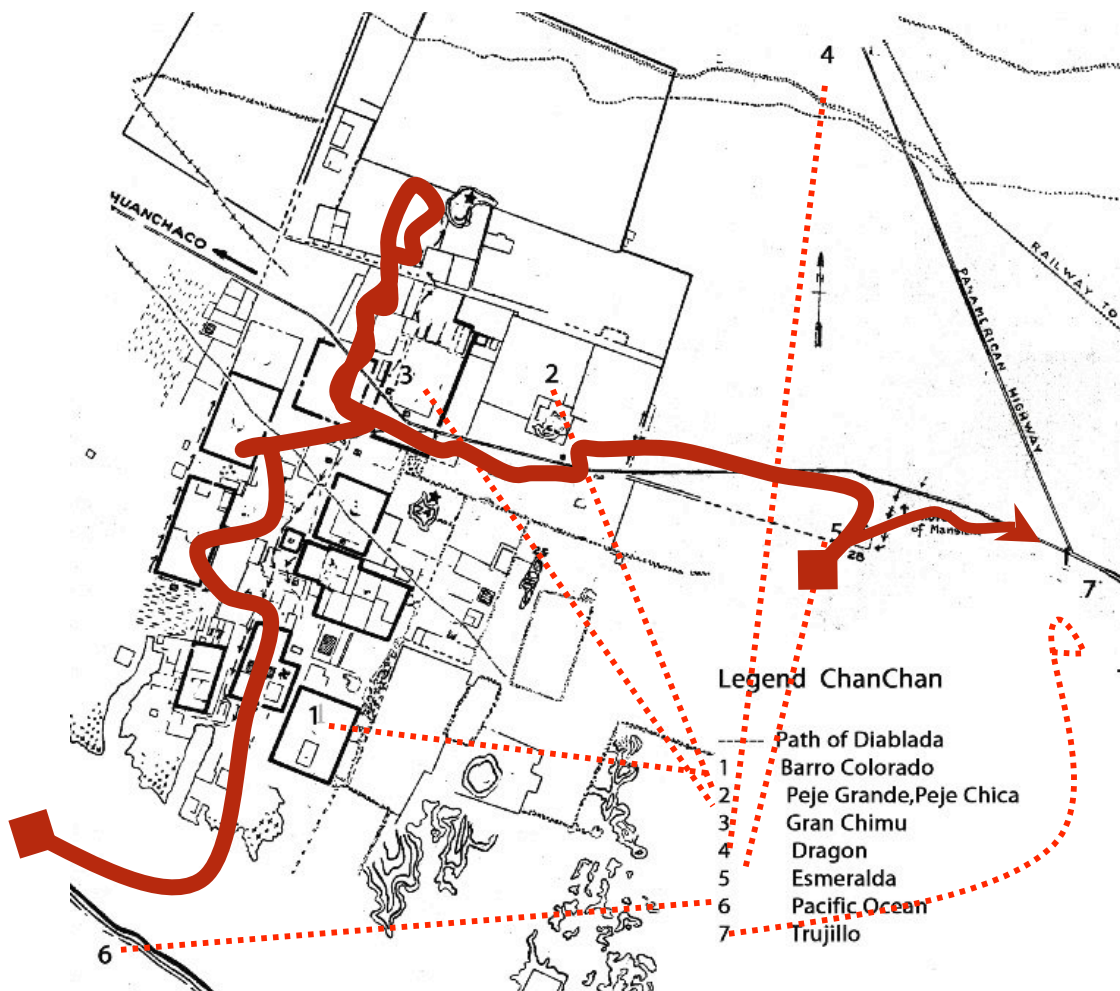 4
HUANCHACO
N
RAILWAY TO
PANAMERICAN HIGHWAY
3
2
5
of Mansi
28
7
25
Legend ChanChan
Path of Diablada
1 Barro Colorado
2 Peje Grande,Peje Chica
3 Gran Chimu
4 Dragon
5 Esmeralda
6 Pacific Ocean
7 Trujillo
1
6